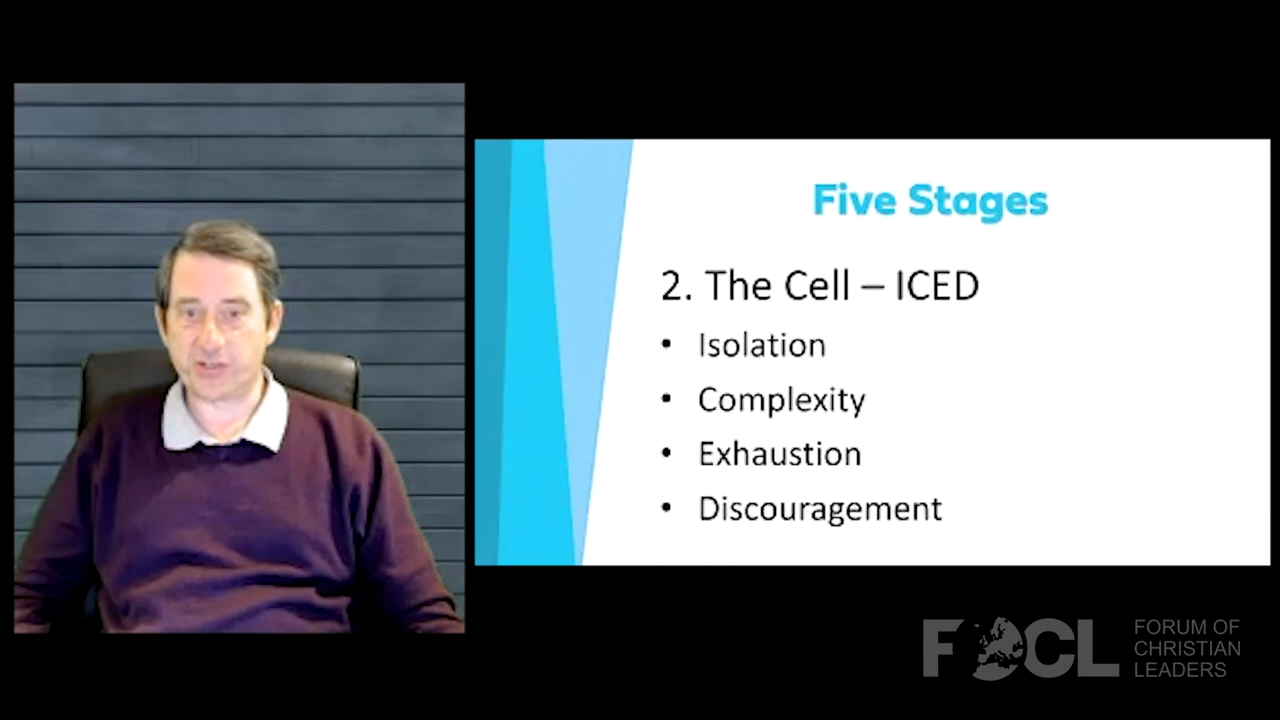 Five Stages
2. The Cell – ICED
• Isolation
• Complexity
• Exhaustion
• Discouragement
FOCL
FORUM OF
CHRISTIAN
LEADERS